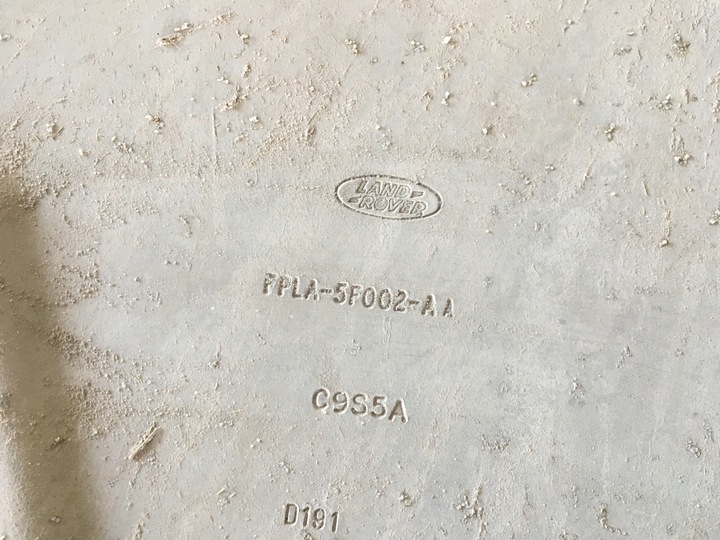 LAND-
-ROVER
FPLA-5F002-AA
C9S5A
D191